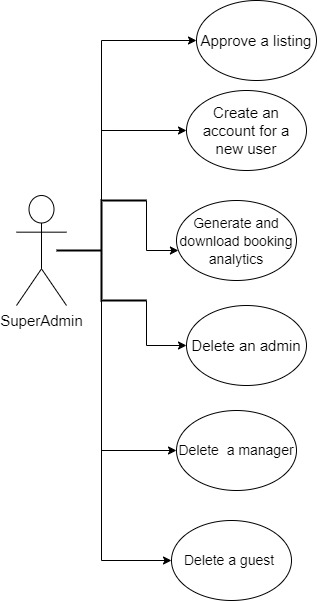 Approve a listing
Create an
account for a
new user
Generate and
download booking
analytics
SuperAdmin
Delete an admin
Delete  a manager
Delete a guest